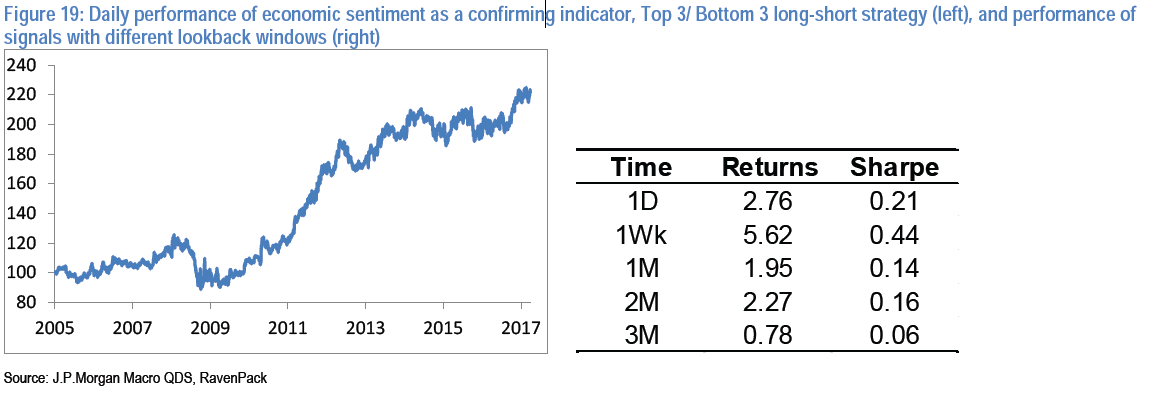 Figure 19: Daily performance of economic sentiment as a confirming indicator, Top 3/ Bottom 3 long-short strategy (left), and performance of
signals with different lookback windows (right)
240
220
200
180
160
140
120
100
80
2005 2007 2009 2011 2013 2015 2017
Time Returns Sharpe
1D 2.76 0.21
1Wk 5.62 0.44
1M 1.95 0.14
2M 2.27 0.16
3M 0.78 0.06
Source: J.P.Morgan Macro QDS, RavenPack